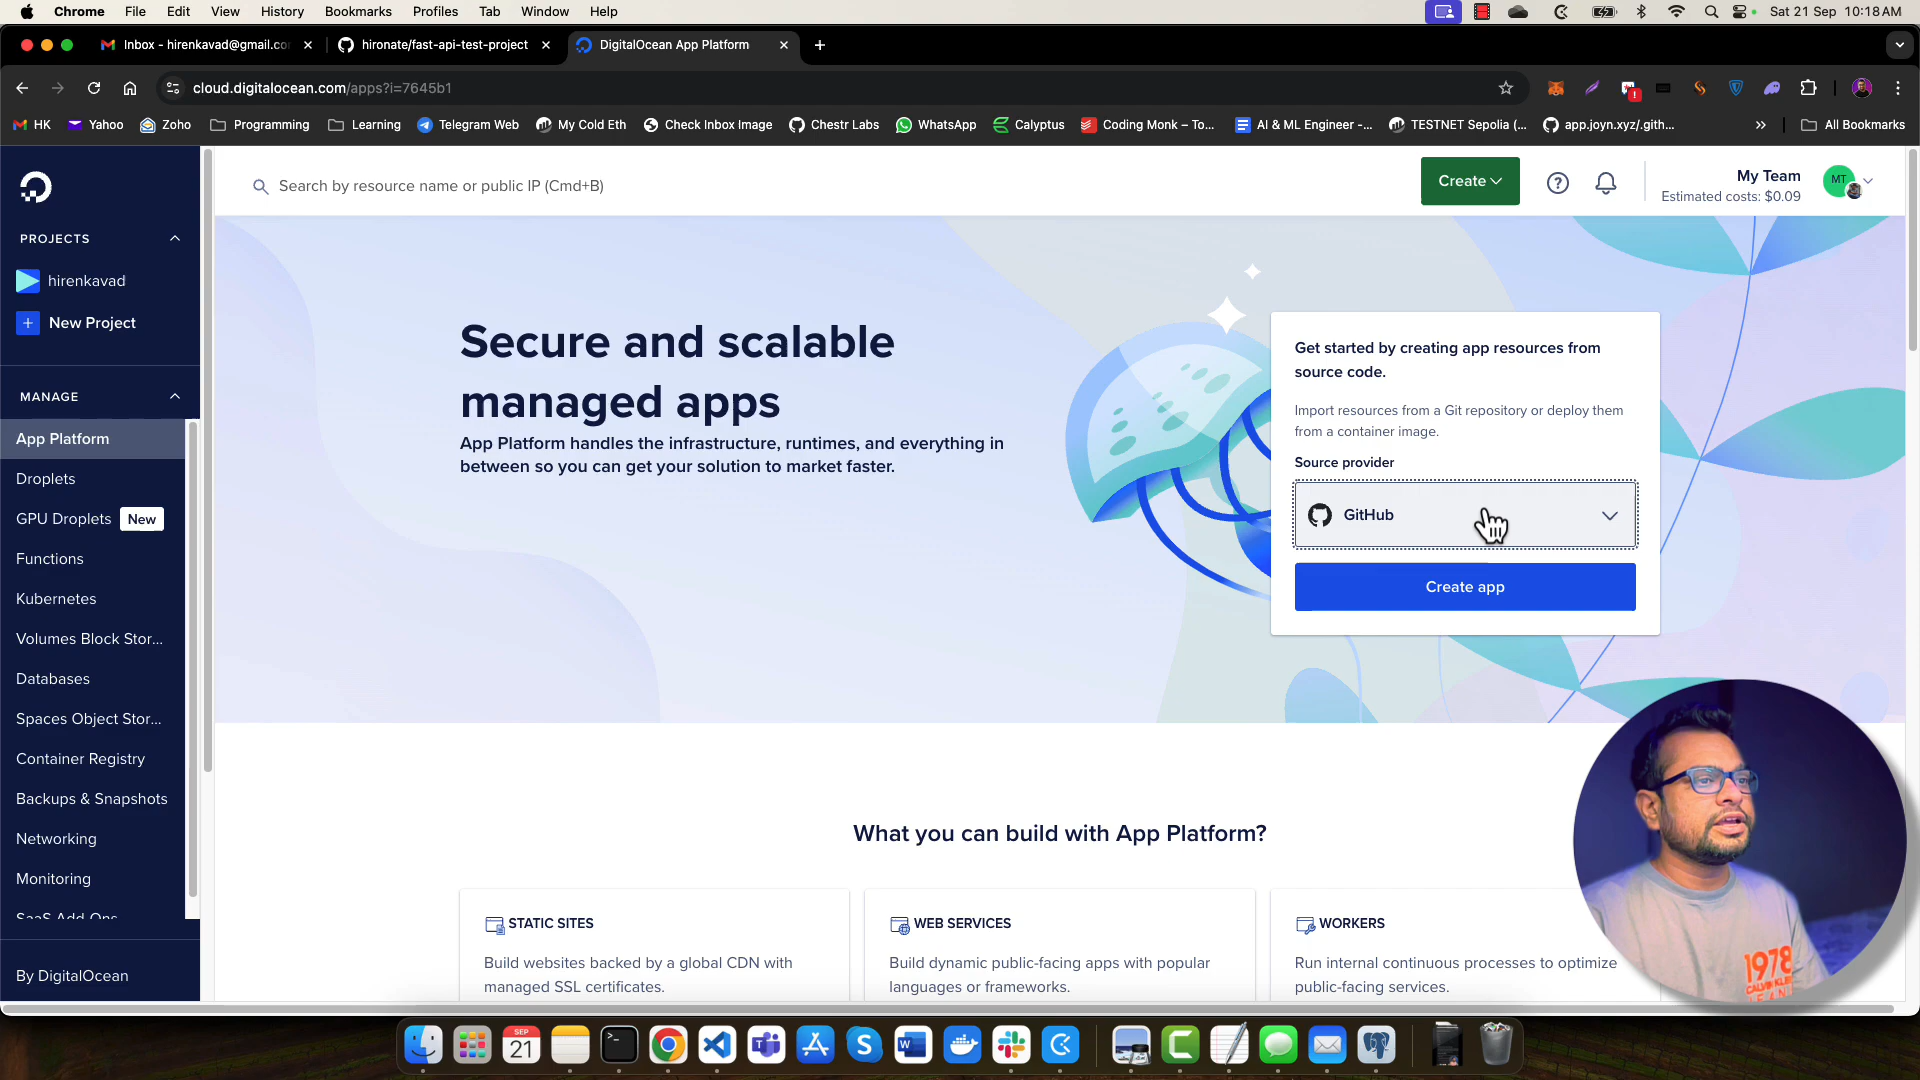 Chrome File Edit View History Bookmarks Profiles Tab Window Help Sat 21 Sep 10:18 AM
Inbox - hirenkavad@gmail.co
hironate/fast-api-test-project
DigitalOcean App Platform
cloud.digitalocean.com/apps?i=7645b1
HK
Yahoo
Zoho
Programming
Learning
Telegram Web
My Cold Eth
Check Inbox Image
Chestr Labs
WhatsApp
Calyptus
Coding Monk – To...
AI & ML Engineer -...
TESTNET Sepolia (...
app.joyn.xyz/.gith...
»
All Bookmarks
Search by resource name or public IP (Cmd+B)
Create
My Team
Estimated costs: $0.09
MT
PROJECTS
hirenkavad
New Project
MANAGE
App Platform
Droplets
GPU Droplets New
Functions
Kubernetes
Volumes Block Stor...
Databases
Spaces Object Stor...
Container Registry
Backups & Snapshots
Networking
Monitoring
SaaS Add-Ons
By DigitalOcean
Secure and scalable
managed apps
App Platform handles the infrastructure, runtimes, and everything in
between so you can get your solution to market faster.
Get started by creating app resources from
source code.
Import resources from a Git repository or deploy them
from a container image.
Source provider
GitHub
Create app
What you can build with App Platform?
STATIC SITES
Build websites backed by a global CDN with
managed SSL certificates.
WEB SERVICES
Build dynamic public-facing apps with popular
languages or frameworks.
WORKERS
Run internal continuous processes to optimize
public-facing services.
1978
CALVIN KLEIN
JEANS
SEP
21